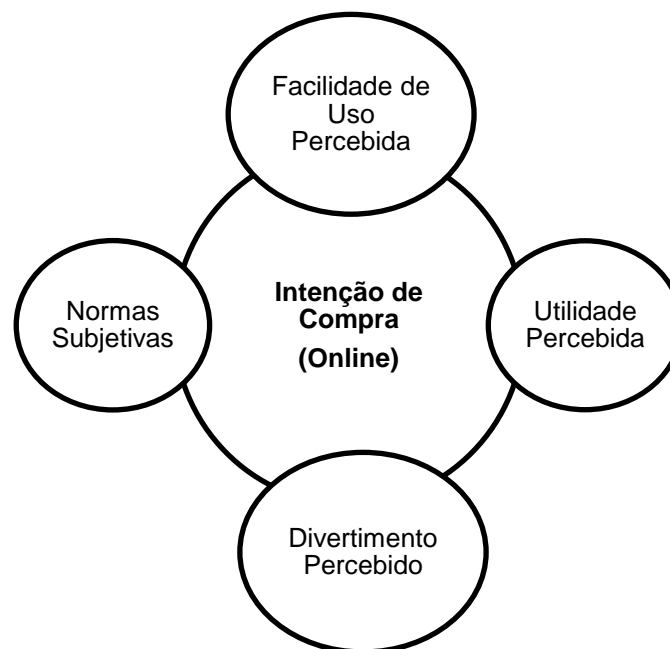 Facilidade de
Uso
Percebida
Normas
Subjetivas
Intenção de
Compra
(Online)
Utilidade
Percebida
Divertimento
Percebido